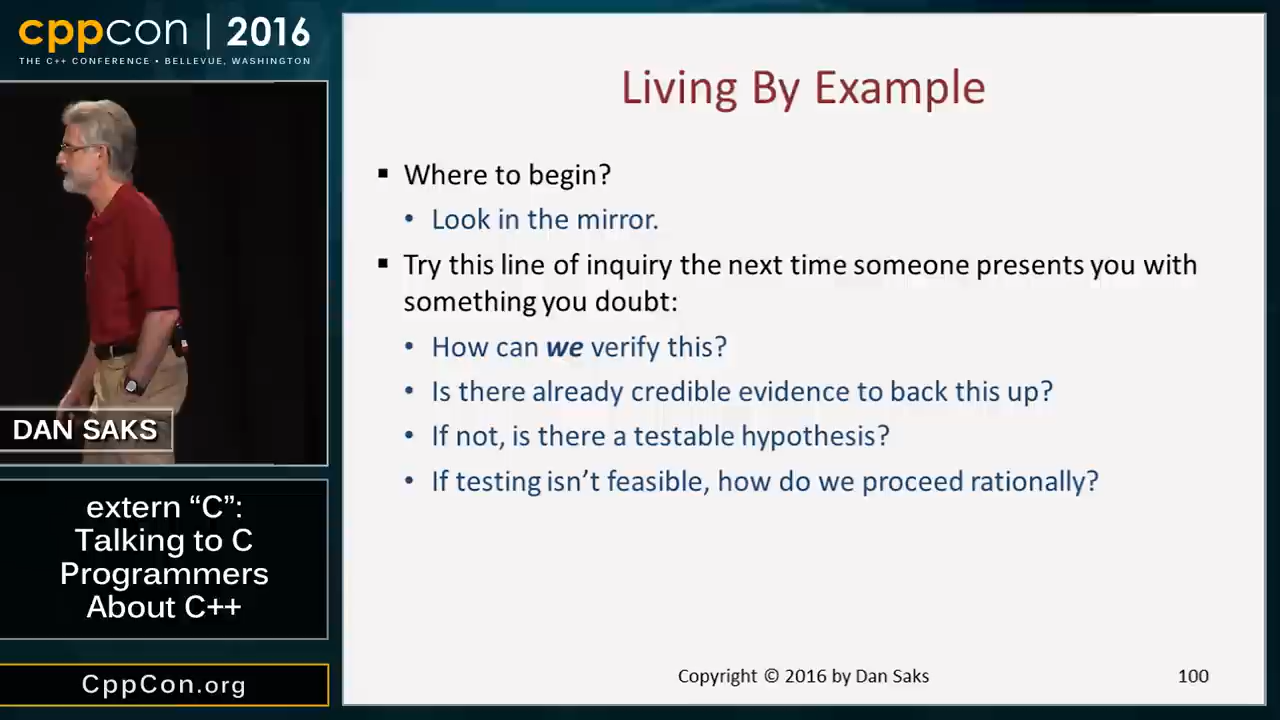 cppcon | 2016
THE C++ CONFERENCE • BELLEVUE, WASHINGTON
DAN SAKS
extern “C”:
Talking to C
Programmers
About C++
CppCon.org
Living By Example
▪ Where to begin?
• Look in the mirror.
▪ Try this line of inquiry the next time someone presents you with
something you doubt:
• How can we verify this?
• Is there already credible evidence to back this up?
• If not, is there a testable hypothesis?
• If testing isn’t feasible, how do we proceed rationally?
Copyright © 2016 by Dan Saks
100